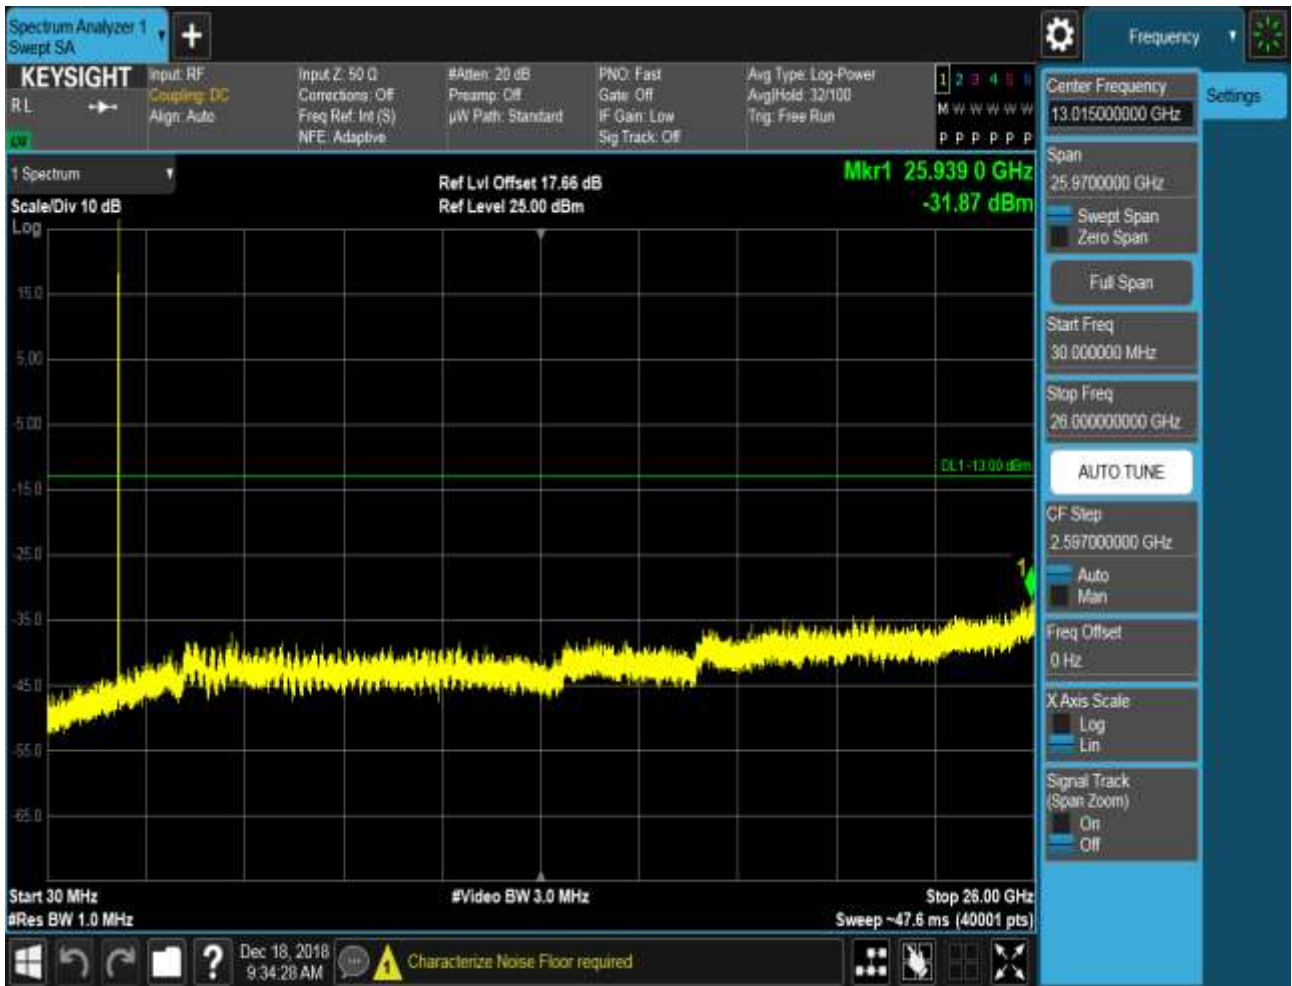 Spectrum Analyzer 1
Swept SA
Frequency
KEYSIGHT
R L
Input: RF
Coupling: DC
Align: Auto
Input Z: 50 Ω
Corrections: Off
Freq Ref: Int (S)
NFE: Adaptive
#Atten: 20 dB
Preamp: Off
µW Path: Standard
PNO: Fast
Gate: Off
IF Gain: Low
Sig Track: Off
Avg Type: Log-Power
Avg|Hold: 32/100
Trig: Free Run
1 2 3 4 5 6
M W W W W W
P P P P P P
1 Spectrum
Scale/Div 10 dB
Log
Ref Lvl Offset 17.66 dB
Ref Level 25.00 dBm
Mkr1 25.939 0 GHz
-31.87 dBm
15.0
5.00
-5.00
DL1 -13.00 dBm
-15.0
-25.0
1
-35.0
-45.0
-55.0
-65.0
Start 30 MHz
#Res BW 1.0 MHz
#Video BW 3.0 MHz
Stop 26.00 GHz
Sweep ~47.6 ms (40001 pts)
Center Frequency
13.015000000 GHz
Settings
Span
25.9700000 GHz
Swept Span
Zero Span
Full Span
Start Freq
30.000000 MHz
Stop Freq
26.000000000 GHz
AUTO TUNE
CF Step
2.597000000 GHz
Auto
Man
Freq Offset
0 Hz
X Axis Scale
Log
Lin
Signal Track
(Span Zoom)
On
Off
?
Dec 18, 2018
9:34:28 AM
1
Characterize Noise Floor required